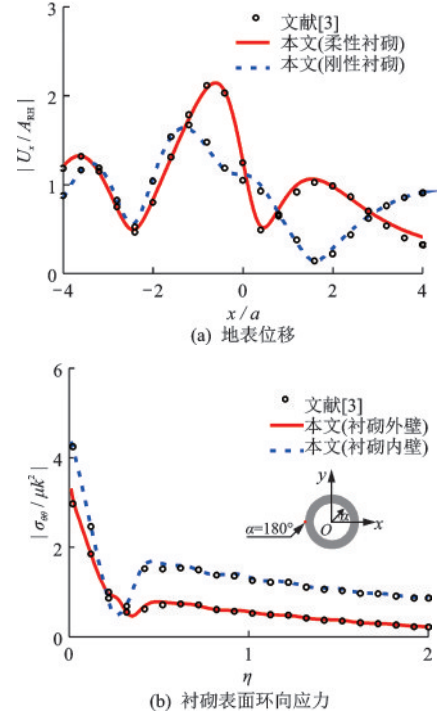 文献[3]
本文(柔性衬砌)
本文(刚性衬砌)
| U_x / A_RH |
3
2
1
0
-4 -2 0 2 4
x / a
(a) 地表位移
文献[3]
本文(衬砌外壁)
本文(衬砌内壁)
| σ_θθ / μk² |
6
4
2
0
y
α
α=180°
O
x
0 1 2
η
(b) 衬砌表面环向应力